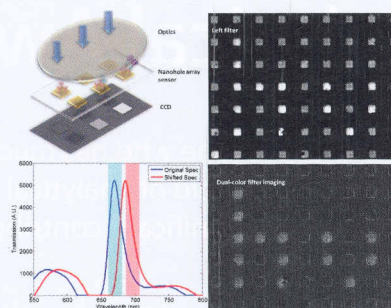 Optics
Nanohole array
sensor
CCD
Left filter
Original Spec
Shifted Spec
Transmission (A.U.)
6000
5000
4000
3000
2000
1000
0
550
600
650
700
750
800
Wavelength (nm)
Dual-color filter imaging